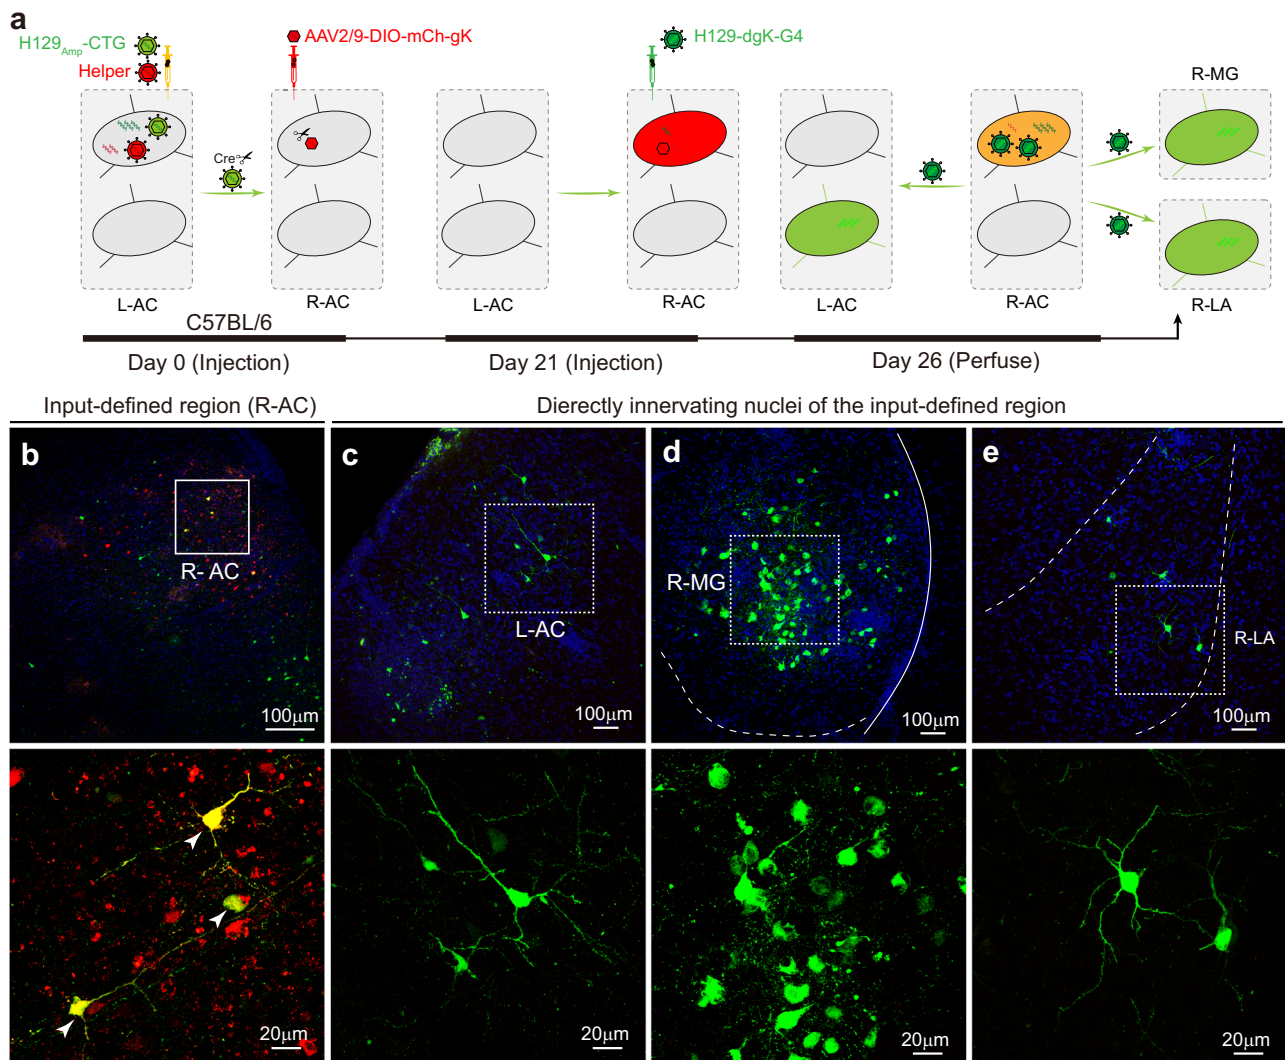 a
H129Amp-CTG
Helper
AAV2/9-DIO-mCh-gK
H129-dgK-G4
R-MG
Cre
L-AC
R-AC
L-AC
R-AC
L-AC
R-AC
R-LA
C57BL/6
Day 0 (Injection)
Day 21 (Injection)
Day 26 (Perfuse)
Input-defined region (R-AC)
Dierectly innervating nuclei of the input-defined region
b
R- AC
100μm
c
L-AC
100μm
d
R-MG
100μm
e
R-LA
100μm
20μm
20μm
20μm
20μm